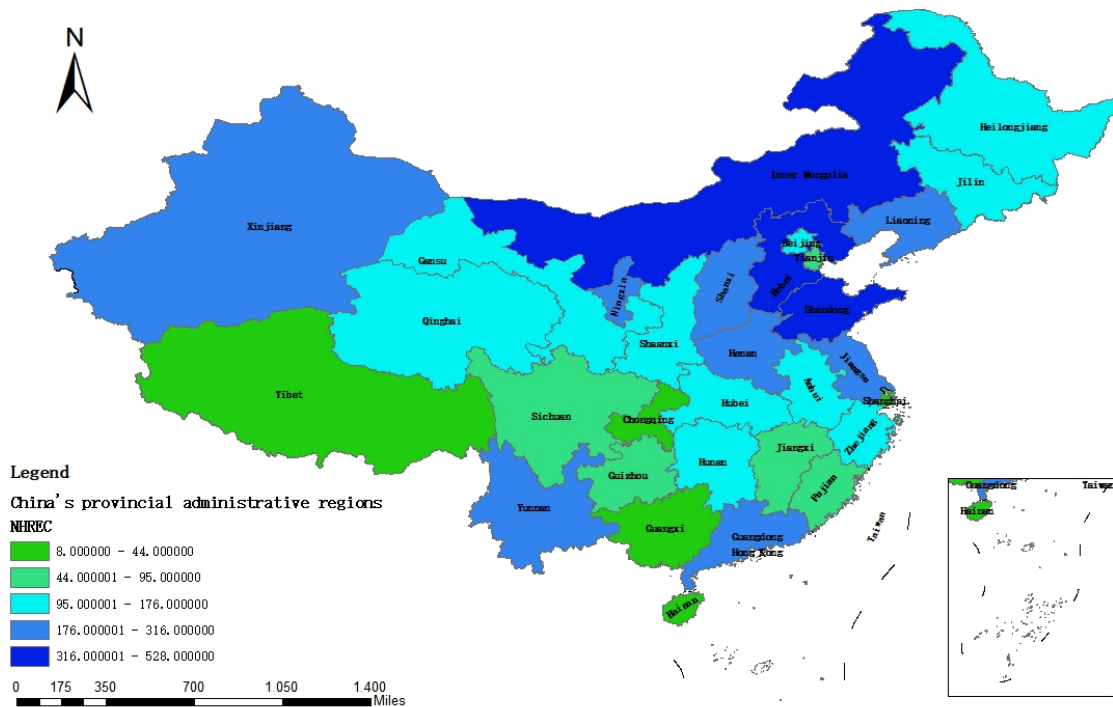 N
Heilongjiang
Jilin
Inner Mongolia
Liaoning
Xinjiang
Beijing
Tianjin
Gansu
Hebei
Ningxia
Shanxi
Shandong
Qinghai
Shaanxi
Henan
Jiangsu
Anhui
Tibet
Sichuan
Chongqing
Hubei
Shanghai
Zhejiang
Hunan
Jiangxi
Guizhou
Fujian
Yunnan
Guangxi
Guangdong
Hong Kong
Taiwan
Hainan
Guangdong
Taiwan
Hainan
Legend
China's provincial administrative regions
NHREC
8.000000 - 44.000000
44.000001 - 95.000000
95.000001 - 176.000000
176.000001 - 316.000000
316.000001 - 528.000000
0 175 350 700 1.050 1.400
Miles